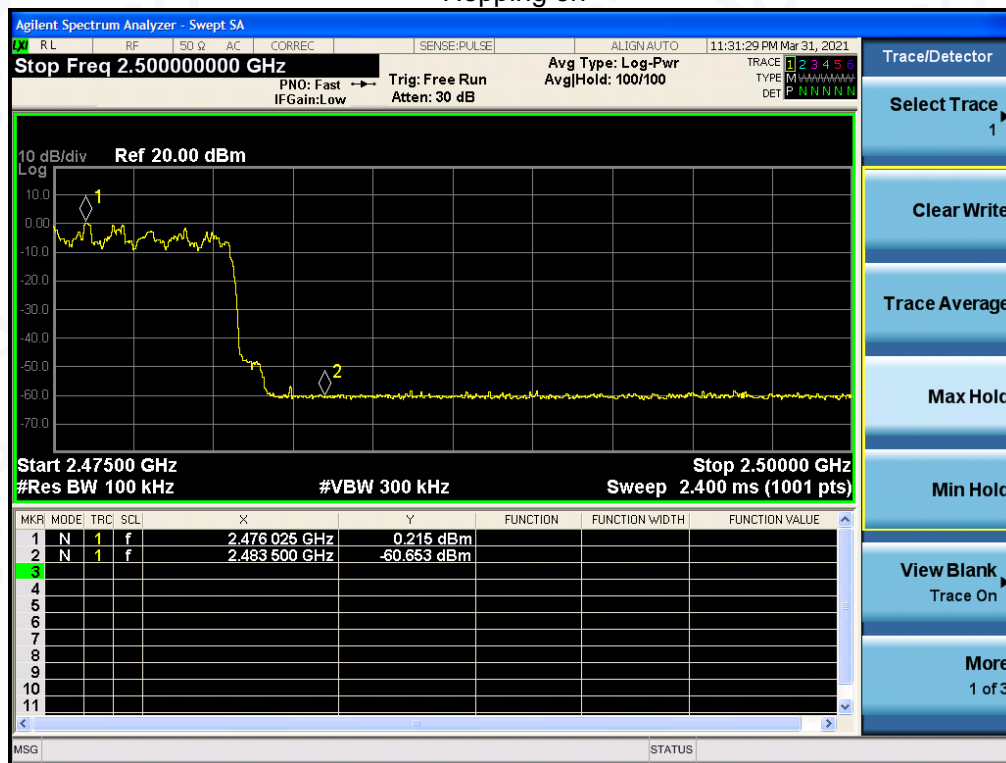 Agilent Spectrum Analyzer - Swept SA
LXI RL RF 50 Ω AC CORREC SENSE:PULSE ALIGN AUTO 11:31:29 PM Mar 31, 2021
Stop Freq 2.500000000 GHz
PNO: Fast
IFGain:Low
Trig: Free Run
Atten: 30 dB
Avg Type: Log-Pwr
Avg|Hold: 100/100
TRACE 1 2 3 4 5 6
TYPE M WWWWW
DET P N N N N N
Trace/Detector
Select Trace
1
Clear Write
Trace Average
Max Hold
Min Hold
View Blank
Trace On
More
1 of 3
10 dB/div Ref 20.00 dBm
Log
10.0
0.00
-10.0
-20.0
-30.0
-40.0
-50.0
-60.0
-70.0
1
2
Start 2.47500 GHz Stop 2.50000 GHz
#Res BW 100 kHz #VBW 300 kHz Sweep 2.400 ms (1001 pts)
MKR MODE TRC SCL X Y FUNCTION FUNCTION WIDTH FUNCTION VALUE
1 N 1 f 2.476 025 GHz 0.215 dBm
2 N 1 f 2.483 500 GHz -60.653 dBm
3
4
5
6
7
8
9
10
11
MSG STATUS